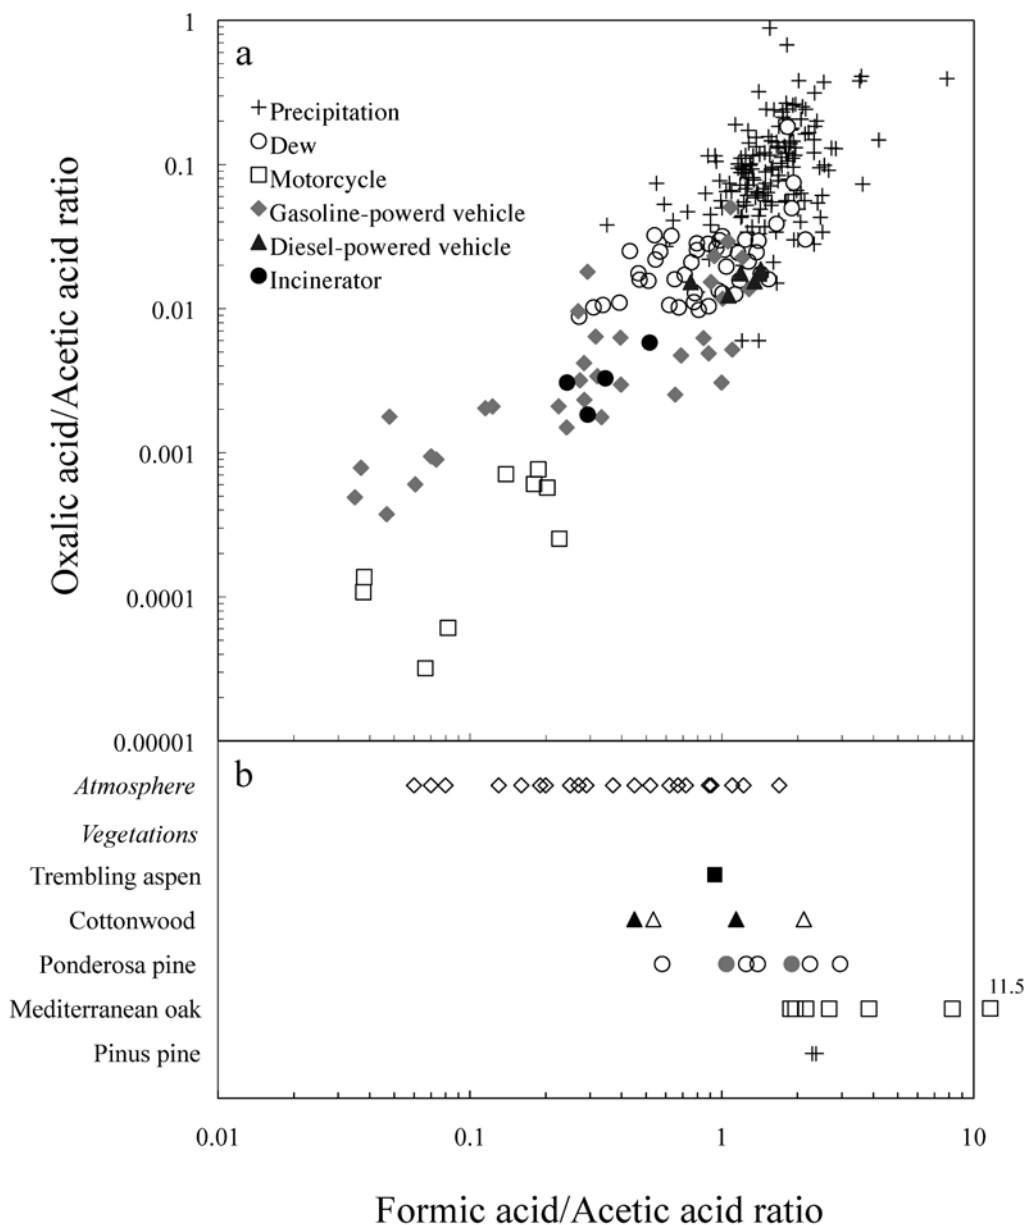 a
Precipitation
Dew
Motorcycle
Gasoline-powerd vehicle
Diesel-powered vehicle
Incinerator
Oxalic acid/Acetic acid ratio
1
0.1
0.01
0.001
0.0001
0.00001
b
Atmosphere
Vegetations
Trembling aspen
Cottonwood
Ponderosa pine
11.5
Mediterranean oak
Pinus pine
0.01 0.1 1 10
Formic acid/Acetic acid ratio